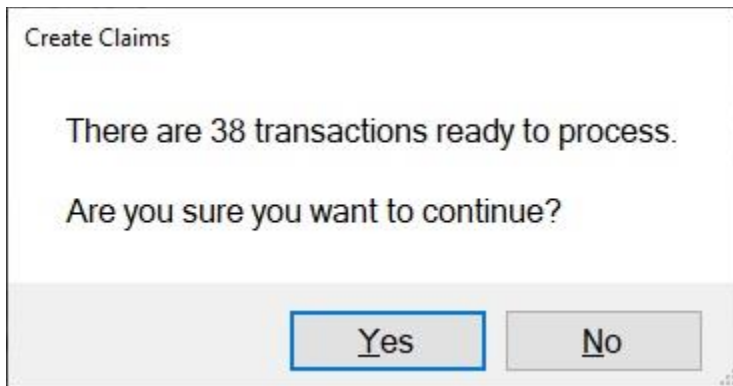 Create Claims
There are 38 transactions ready to process.
Are you sure you want to continue?
Yes
No